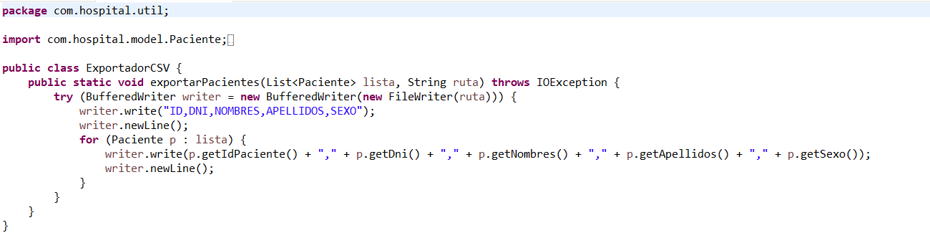 package com.hospital.util;
import com.hospital.model.Paciente;
public class ExportadorCSV {
    public static void exportarPacientes(List<Paciente> lista, String ruta) throws IOException {
        try (BufferedWriter writer = new BufferedWriter(new FileWriter(ruta))) {
            writer.write("ID,DNI,NOMBRES,APELLIDOS,SEXO");
            writer.newLine();
            for (Paciente p : lista) {
                writer.write(p.getIdPaciente() + "," + p.getDni() + "," + p.getNombres() + "," + p.getApellidos() + "," + p.getSexo());
                writer.newLine();
            }
        }
    }
}